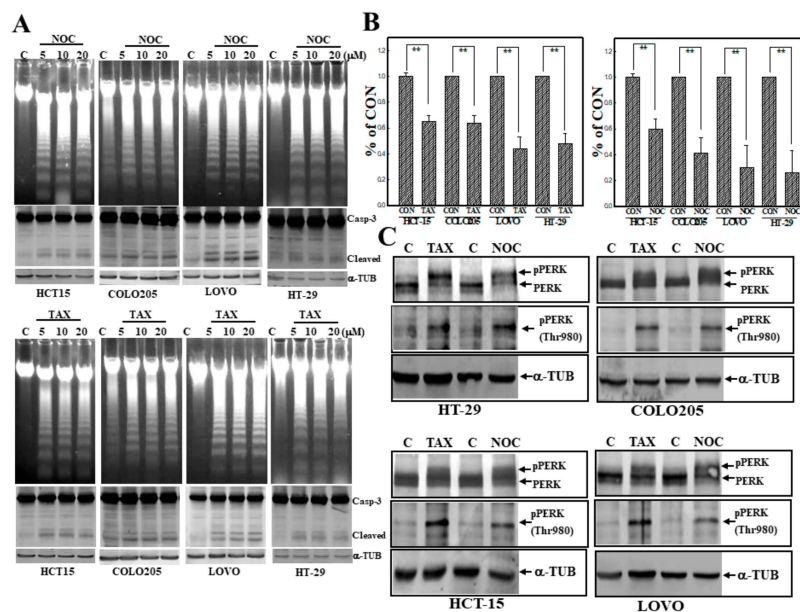 A
NOC NOC NOC NOC
C 5 10 20 C 5 10 20 C 5 10 20 C 5 10 20 (μM)
Casp-3
Cleaved
α-TUB
HCT15 COLO205 LOVO HT-29
TAX TAX TAX TAX
C 5 10 20 C 5 10 20 C 5 10 20 C 5 10 20 (μM)
Casp-3
Cleaved
α-TUB
HCT15 COLO205 LOVO HT-29
B
% of CON
1.0
0.8
0.6
0.4
0.2
0.0
** ** ** **
CON TAX CON TAX CON TAX CON TAX
HCT-15 COLO205 LOVO HT-29
% of CON
1.0
0.8
0.6
0.4
0.2
0.0
** ** ** **
CON NOC CON NOC CON NOC CON NOC
HCT-15 COLO205 LOVO HT-29
C
C TAX C NOC
pPERK
PERK
pPERK
(Thr980)
α-TUB
HT-29
C TAX C NOC
pPERK
PERK
pPERK
(Thr980)
α-TUB
COLO205
C TAX C NOC
pPERK
PERK
pPERK
(Thr980)
α-TUB
HCT-15
C TAX C NOC
pPERK
PERK
pPERK
(Thr980)
α-TUB
LOVO